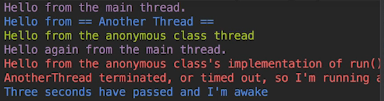 Hello from the main thread.
Hello from == Another Thread ==
Hello from the anonymous class thread
Hello again from the main thread.
Hello from the anonymous class's implementation of run()
AnotherThread terminated, or timed out, so I'm running a
Three seconds have passed and I'm awake